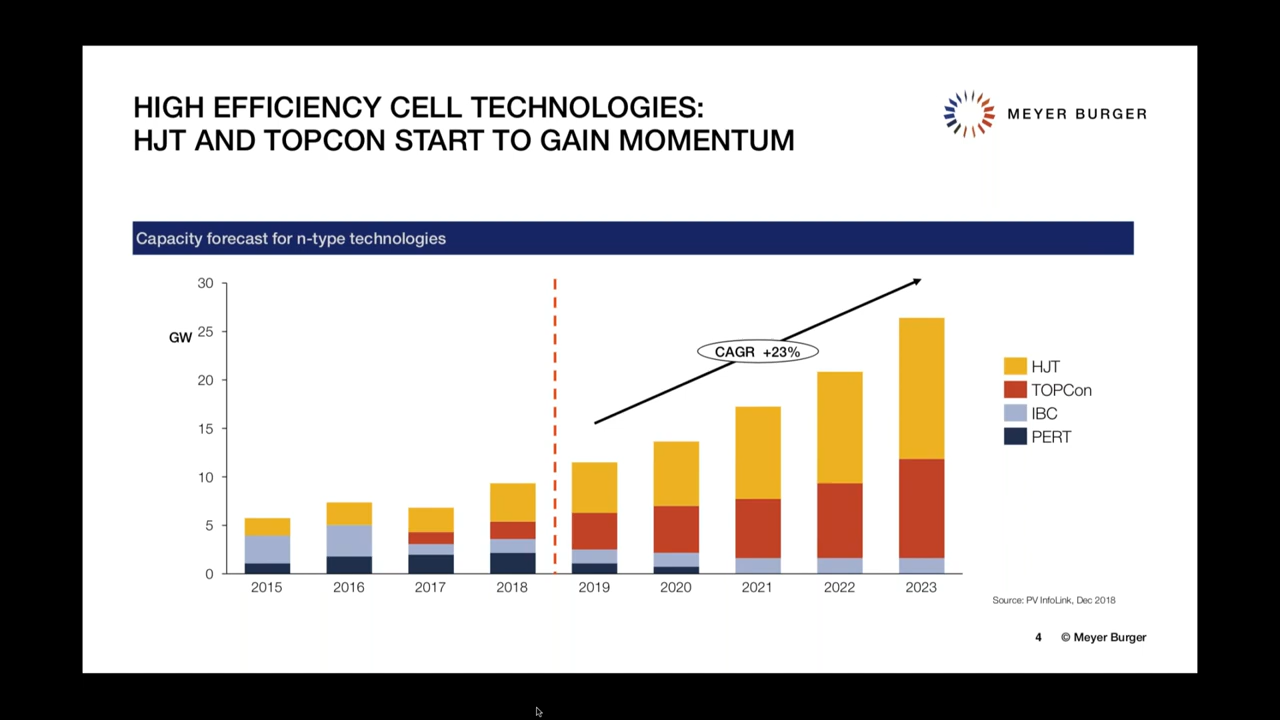 HIGH EFFICIENCY CELL TECHNOLOGIES:
HJT AND TOPCON START TO GAIN MOMENTUM
MEYER BURGER
Capacity forecast for n-type technologies
GW
30
25
20
15
10
5
0
CAGR +23%
2015 2016 2017 2018 2019 2020 2021 2022 2023
HJT
TOPCon
IBC
PERT
Source: PV InfoLink, Dec 2018
4 © Meyer Burger